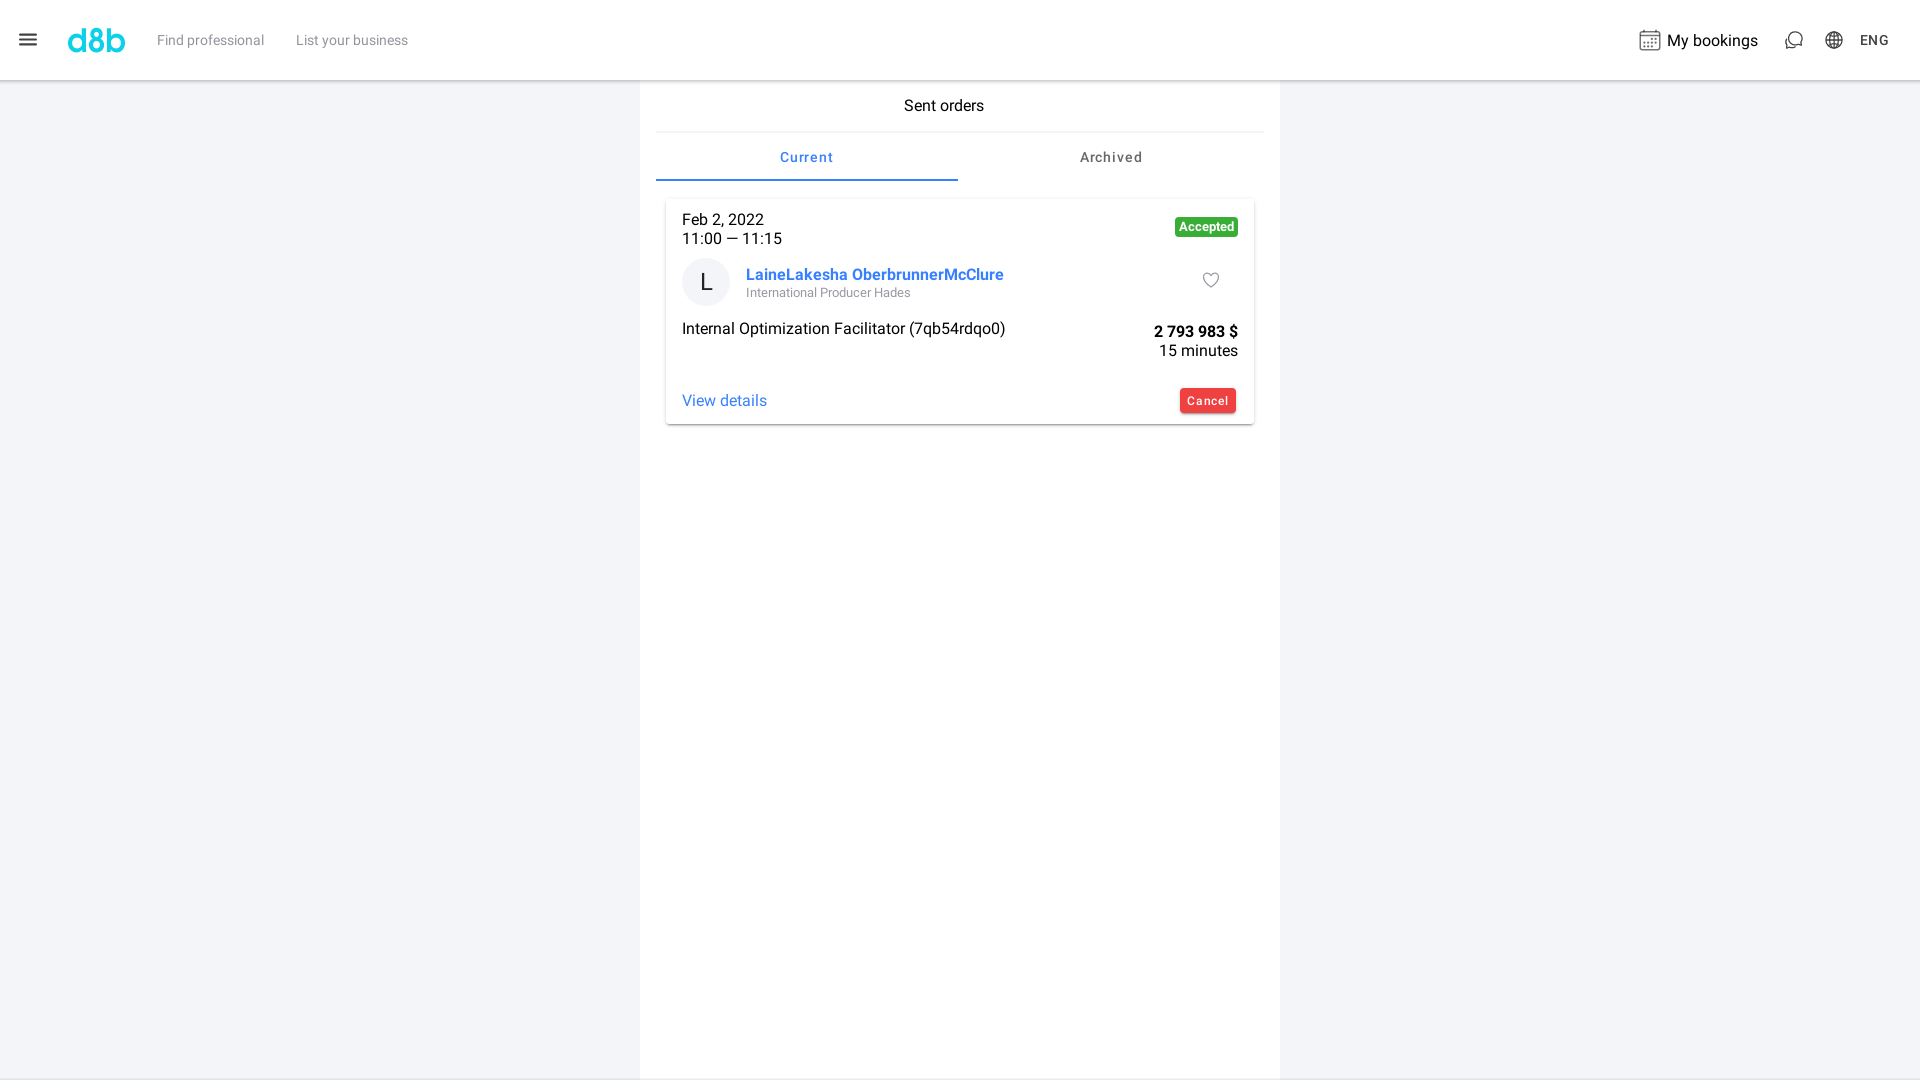 d8b
Find professional
List your business
My bookings
ENG
Sent orders
Current
Archived
Feb 2, 2022
11:00 — 11:15
Accepted
L
LaineLakesha OberbrunnerMcClure
International Producer Hades
Internal Optimization Facilitator (7qb54rdqo0)
2 793 983 $
15 minutes
View details
Cancel